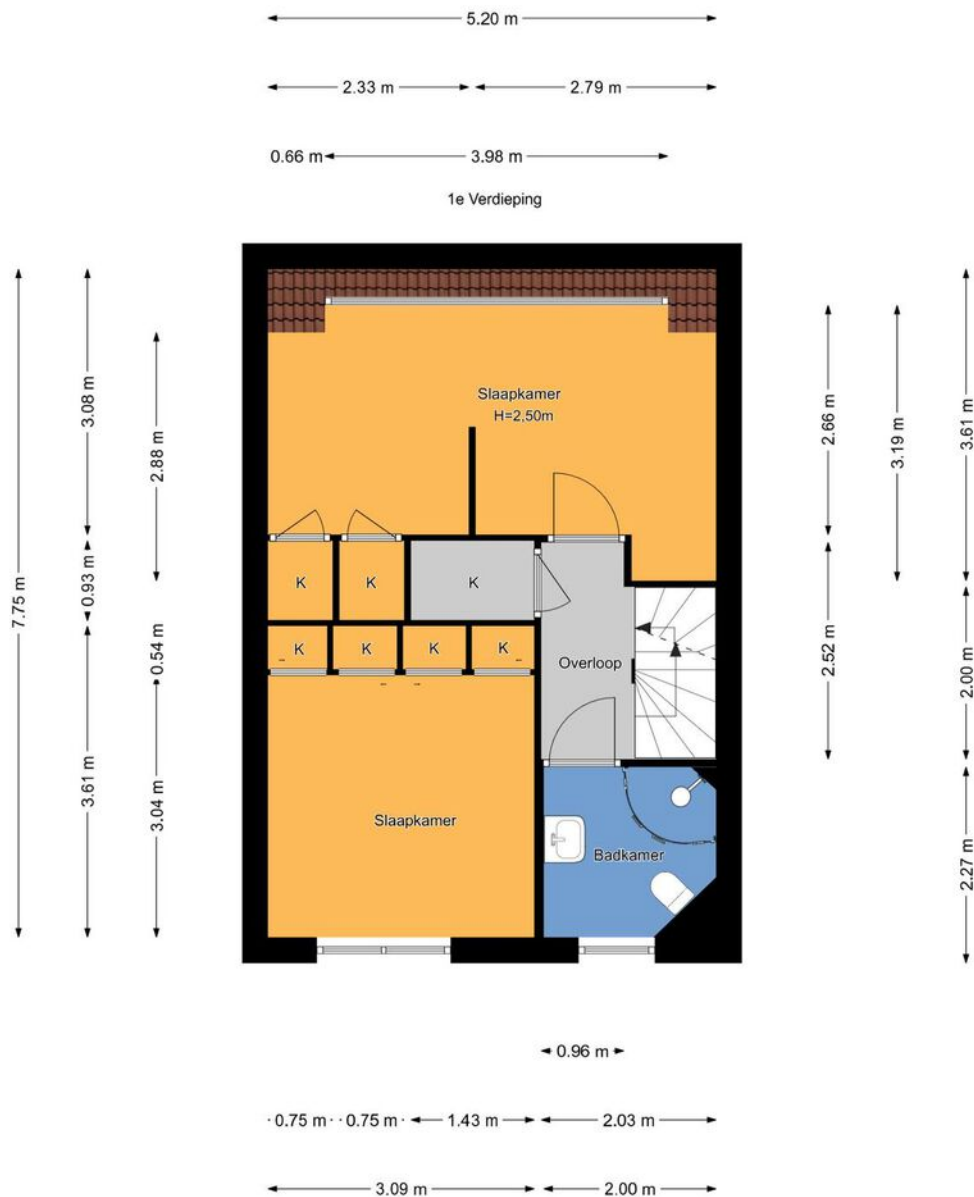 5.20 m
2.33 m
2.79 m
0.66 m
3.98 m
1e Verdieping
7.75 m
3.08 m
0.93 m
3.61 m
2.88 m
0.54 m
3.04 m
Slaapkamer
H=2,50m
2.66 m
2.52 m
3.19 m
3.61 m
2.00 m
2.27 m
K
K
K
K
K
K
K
Overloop
Slaapkamer
Badkamer
0.96 m
0.75 m
0.75 m
1.43 m
2.03 m
3.09 m
2.00 m